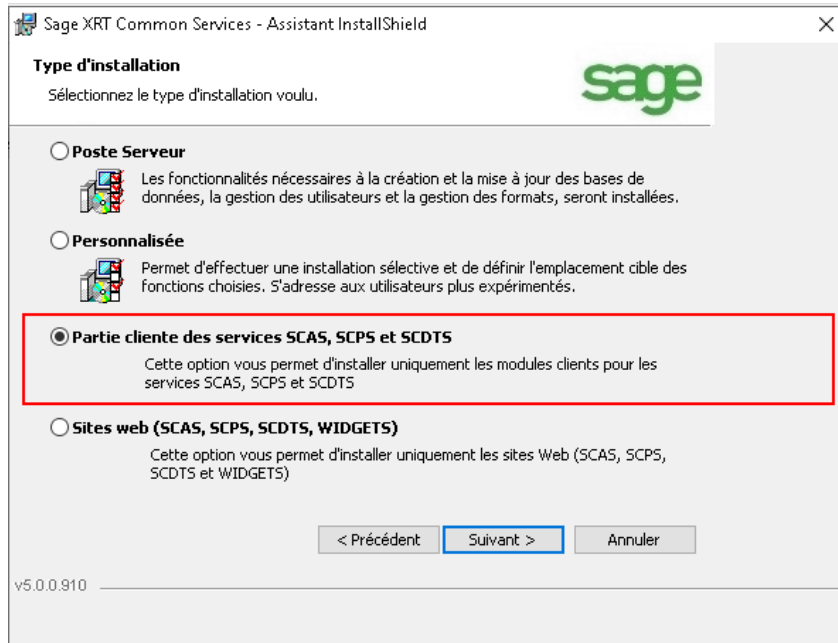 Sage XRT Common Services - Assistant InstallShield
Type d'installation
Sélectionnez le type d'installation voulu.
sage
Poste Serveur
Les fonctionnalités nécessaires à la création et la mise à jour des bases de
données, la gestion des utilisateurs et la gestion des formats, seront installées.
Personnalisée
Permet d'effectuer une installation sélective et de définir l'emplacement cible des
fonctions choisies. S'adresse aux utilisateurs plus expérimentés.
Partie cliente des services SCAS, SCPS et SCDTS
Cette option vous permet d'installer uniquement les modules clients pour les
services SCAS, SCPS et SCDTS
Sites web (SCAS, SCPS, SCDTS, WIDGETS)
Cette option vous permet d'installer uniquement les sites Web (SCAS, SCPS,
SCDTS et WIDGETS)
< Précédent Suivant > Annuler
v5.0.0.910